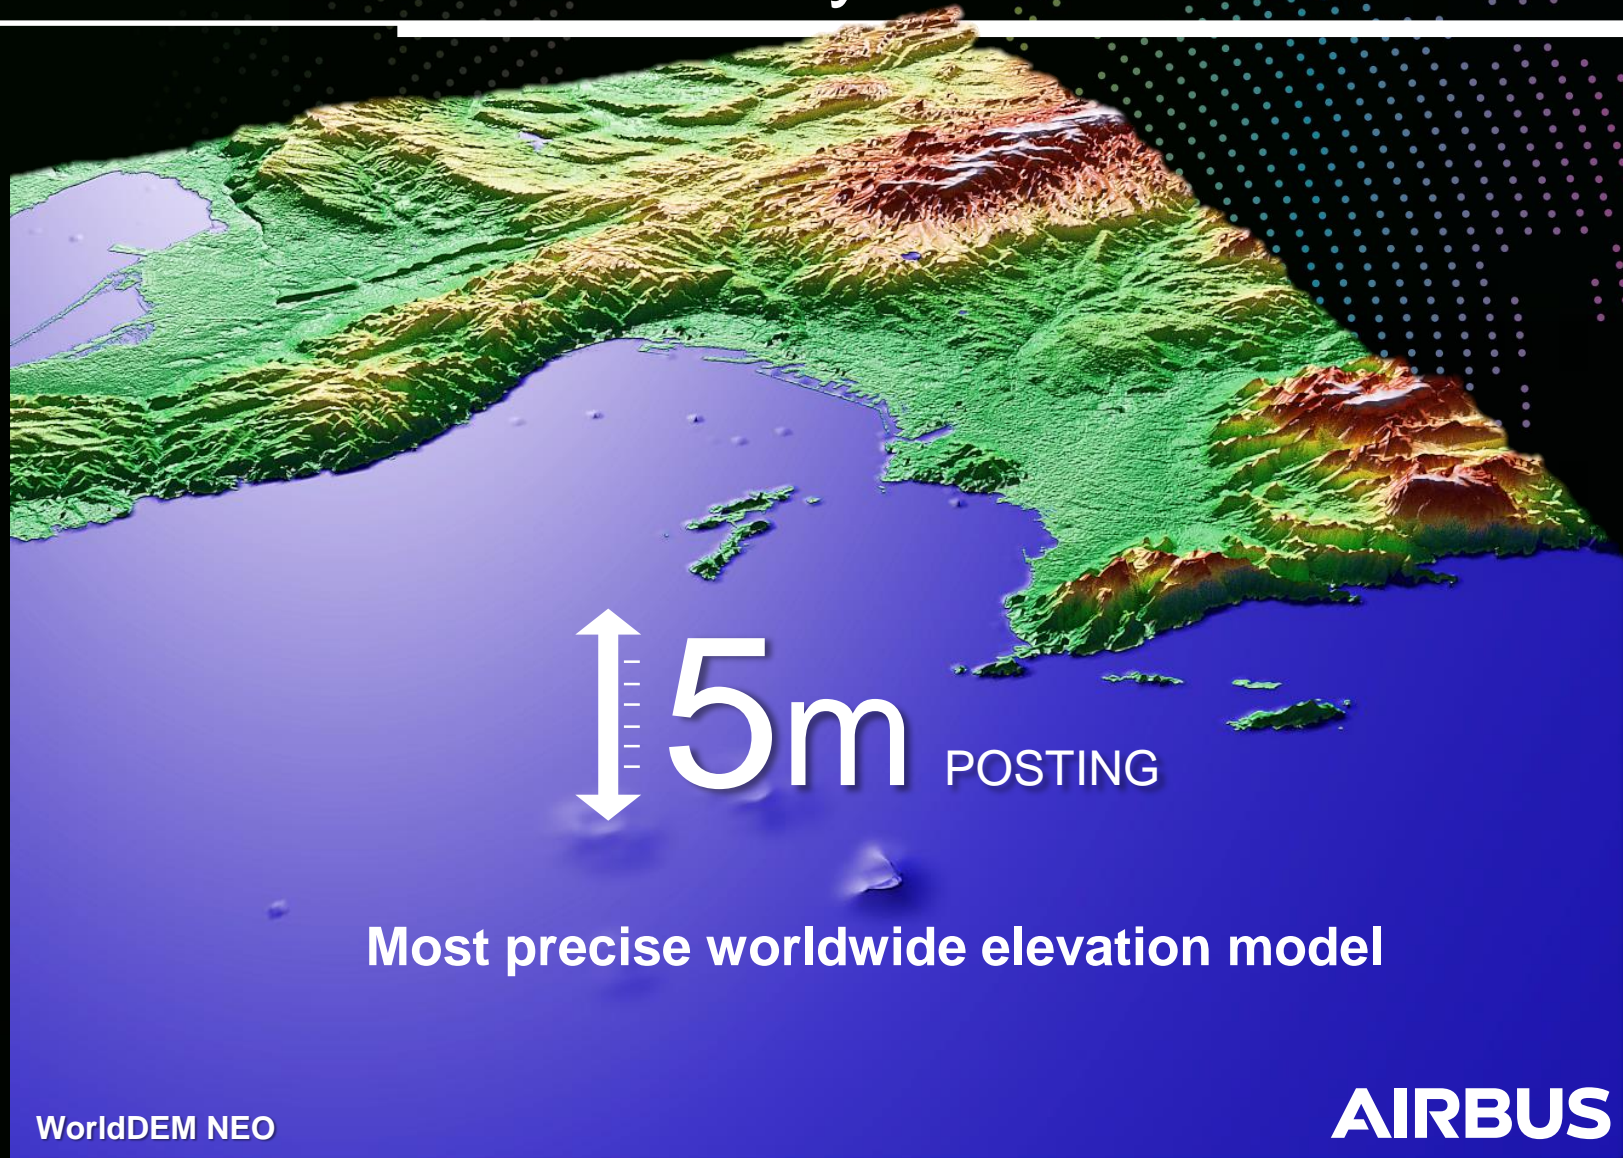 5m POSTING
Most precise worldwide elevation model
WorldDEM NEO
AIRBUS